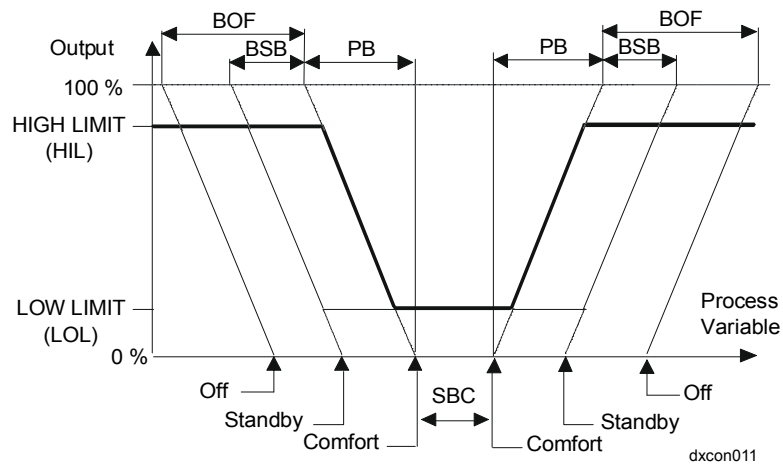 BOF
BOF
Output
BSB
PB
PB
BSB
100 %
HIGH LIMIT
(HIL)
LOW LIMIT
(LOL)
Process
Variable
0 %
Off
SBC
Off
Standby
Standby
Comfort
Comfort
dxcon011